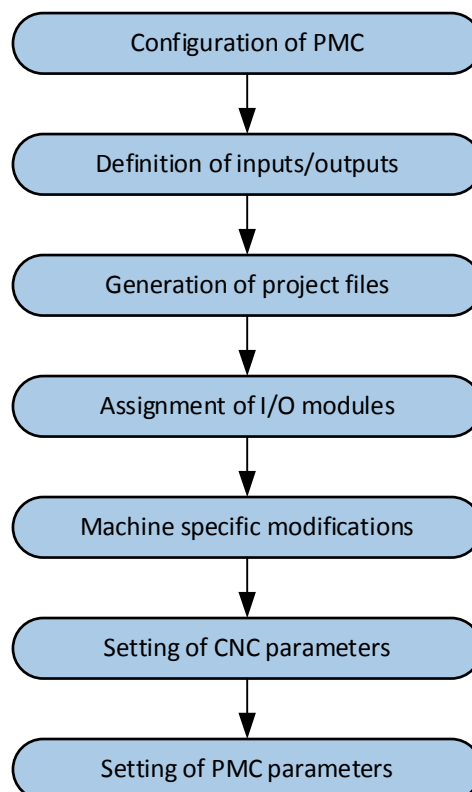 Configuration of PMC
Definition of inputs/outputs
Generation of project files
Assignment of I/O modules
Machine specific modifications
Setting of CNC parameters
Setting of PMC parameters